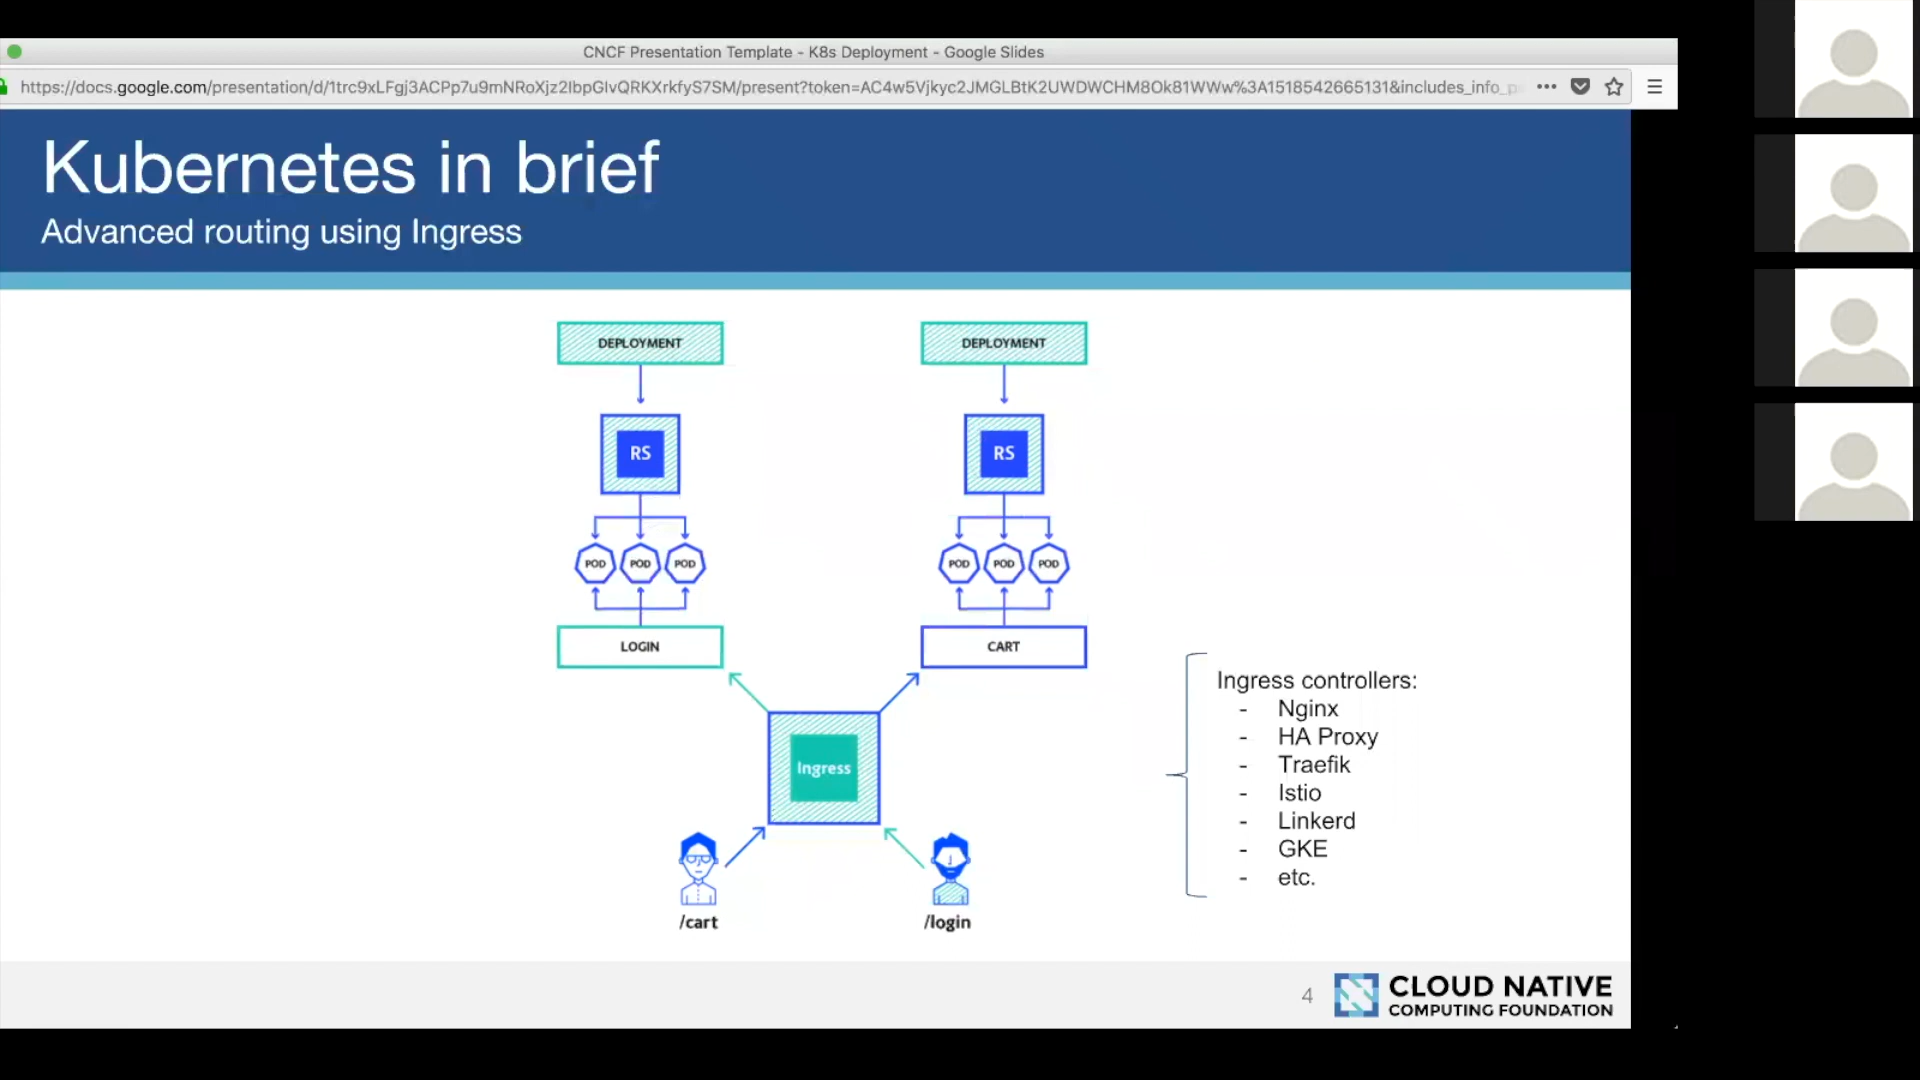 CNCF Presentation Template - K8s Deployment - Google Slides
https://docs.google.com/presentation/d/1trc9xLFgj3ACPp7u9mNRoXjz2IbpGIvQRKXrkfyS7SM/present?token=AC4w5Vjkyc2JMGLBtK2UWDWCHM8Ok81WWw%3A1518542665131&includes_info_p
Kubernetes in brief
Advanced routing using Ingress
DEPLOYMENT DEPLOYMENT
RS RS
POD POD POD POD POD POD
LOGIN CART
Ingress
/cart /login
Ingress controllers:
- Nginx
- HA Proxy
- Traefik
- Istio
- Linkerd
- GKE
- etc.
4
CLOUD NATIVE
COMPUTING FOUNDATION